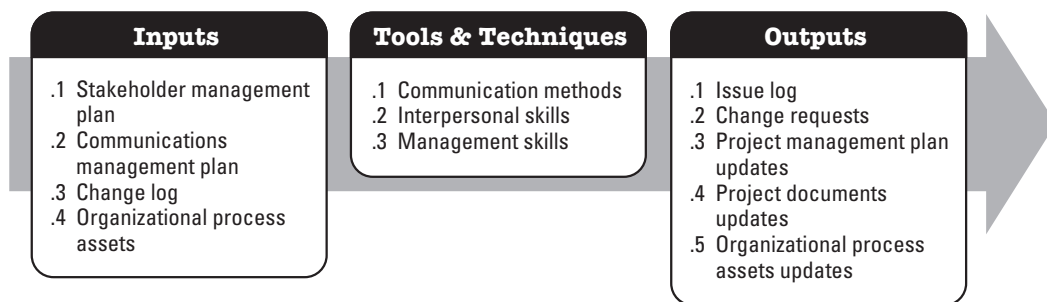 Inputs
.1 Stakeholder management
plan
.2 Communications
management plan
.3 Change log
.4 Organizational process
assets
Tools & Techniques
.1 Communication methods
.2 Interpersonal skills
.3 Management skills
Outputs
.1 Issue log
.2 Change requests
.3 Project management plan
updates
.4 Project documents
updates
.5 Organizational process
assets updates